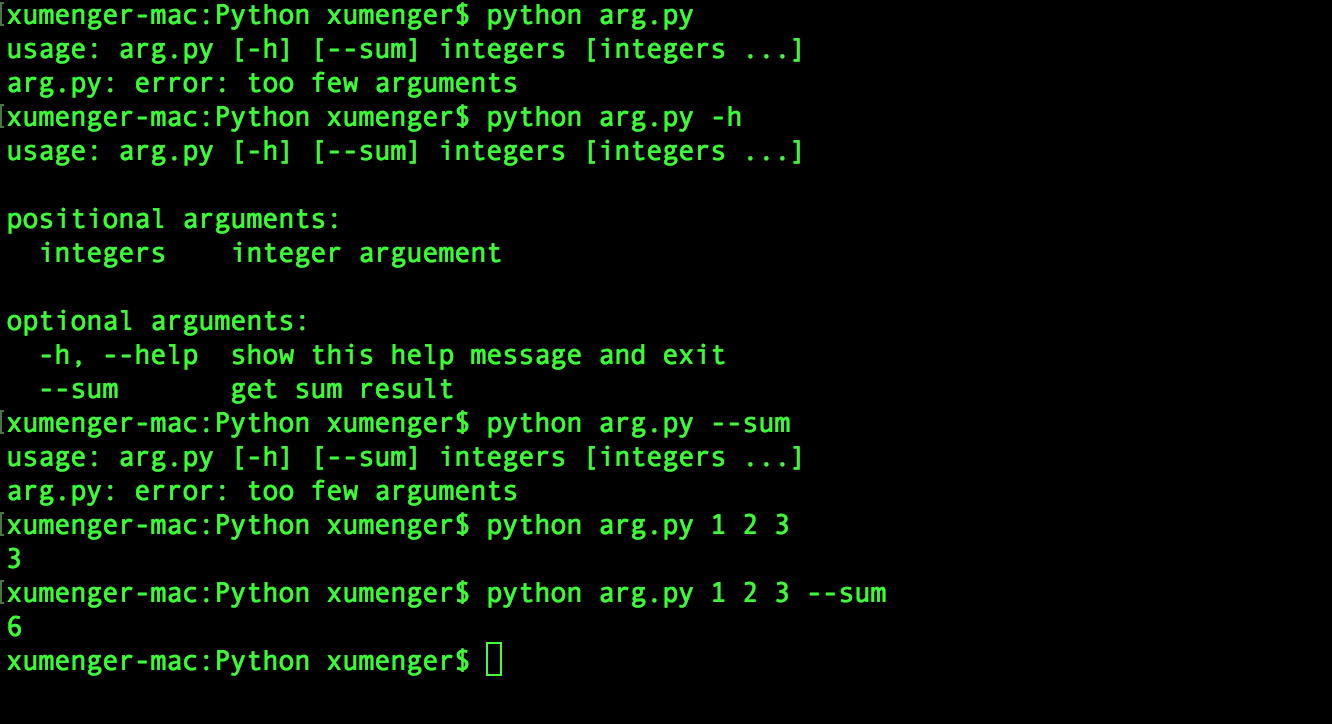 xumenger-mac:Python xumenger$ python arg.py
usage: arg.py [-h] [--sum] integers [integers ...]
arg.py: error: too few arguments
xumenger-mac:Python xumenger$ python arg.py -h
usage: arg.py [-h] [--sum] integers [integers ...]

positional arguments:
  integers    integer arguement

optional arguments:
  -h, --help  show this help message and exit
  --sum       get sum result
xumenger-mac:Python xumenger$ python arg.py --sum
usage: arg.py [-h] [--sum] integers [integers ...]
arg.py: error: too few arguments
xumenger-mac:Python xumenger$ python arg.py 1 2 3
3
xumenger-mac:Python xumenger$ python arg.py 1 2 3 --sum
6
xumenger-mac:Python xumenger$